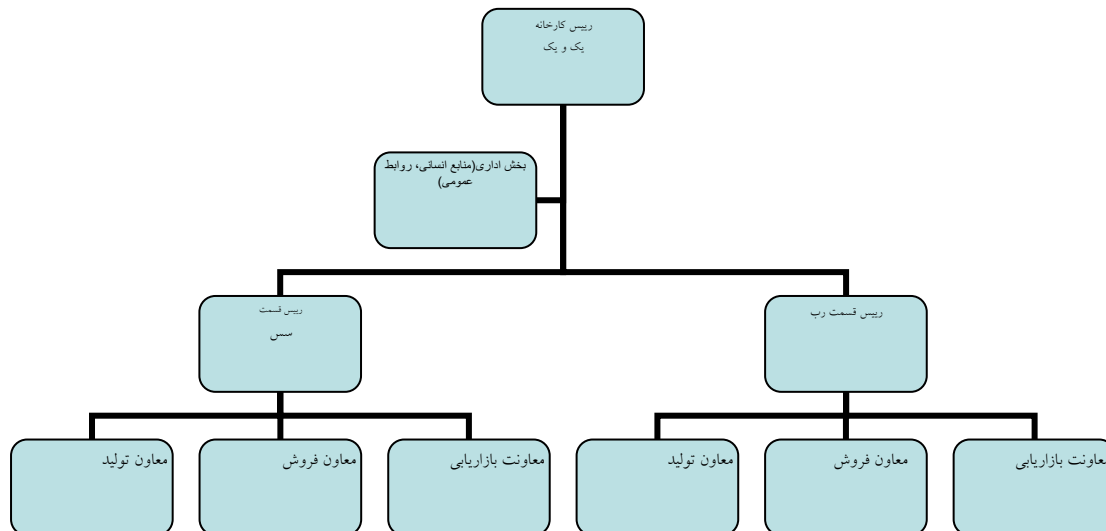 رییس کارخانه
یک و یک
بخش اداری(منابع انسانی، روابط
عمومی)
رییس قسمت رب
رییس قسمت
سس
معاونت بازاریابی
معاون فروش
معاون تولید
معاونت بازاریابی
معاون فروش
معاون تولید